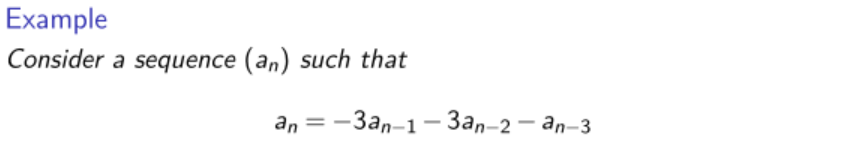 Example
Consider a sequence (aₙ) such that
aₙ = −3aₙ₋₁ − 3aₙ₋₂ − aₙ₋₃